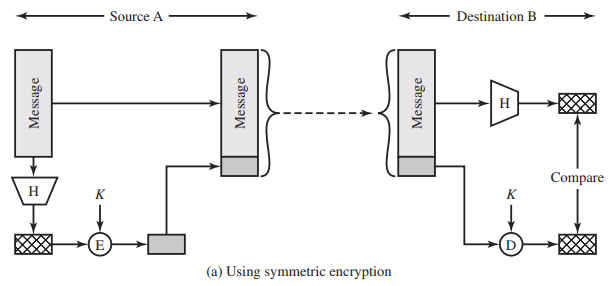 Source A
Destination B
Message
Message
Message
H
H
K
E
K
D
Compare
(a) Using symmetric encryption